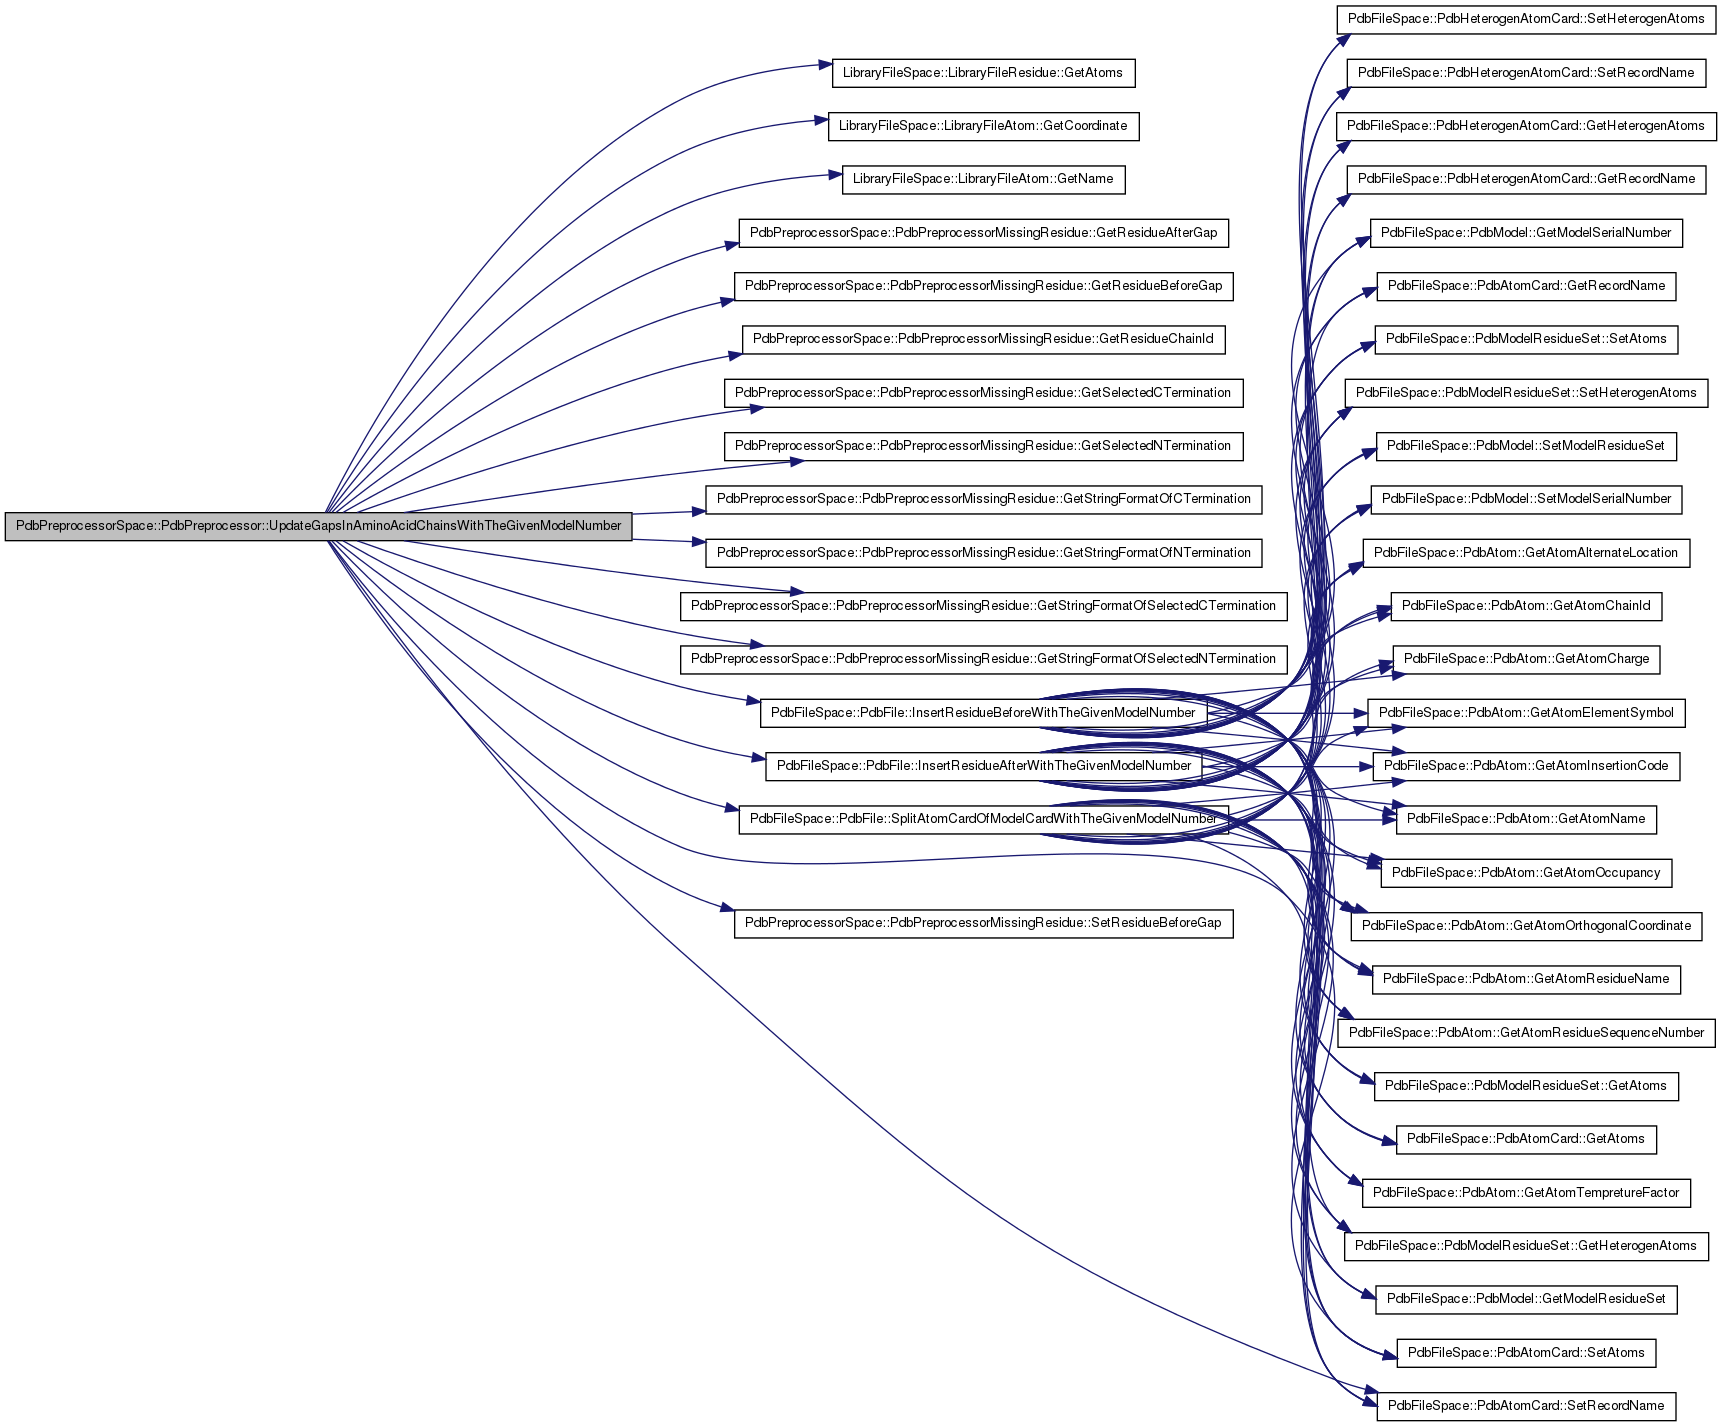 PdbPreprocessorSpace::PdbPreprocessor::UpdateGapsInAminoAcidChainsWithTheGivenModelNumber
LibraryFileSpace::LibraryFileResidue::GetAtoms
LibraryFileSpace::LibraryFileAtom::GetCoordinate
LibraryFileSpace::LibraryFileAtom::GetName
PdbPreprocessorSpace::PdbPreprocessorMissingResidue::GetResidueAfterGap
PdbPreprocessorSpace::PdbPreprocessorMissingResidue::GetResidueBeforeGap
PdbPreprocessorSpace::PdbPreprocessorMissingResidue::GetResidueChainId
PdbPreprocessorSpace::PdbPreprocessorMissingResidue::GetSelectedCTermination
PdbPreprocessorSpace::PdbPreprocessorMissingResidue::GetSelectedNTermination
PdbPreprocessorSpace::PdbPreprocessorMissingResidue::GetStringFormatOfCTermination
PdbPreprocessorSpace::PdbPreprocessorMissingResidue::GetStringFormatOfNTermination
PdbPreprocessorSpace::PdbPreprocessorMissingResidue::GetStringFormatOfSelectedCTermination
PdbPreprocessorSpace::PdbPreprocessorMissingResidue::GetStringFormatOfSelectedNTermination
PdbFileSpace::PdbFile::InsertResidueBeforeWithTheGivenModelNumber
PdbFileSpace::PdbFile::InsertResidueAfterWithTheGivenModelNumber
PdbFileSpace::PdbFile::SplitAtomCardOfModelCardWithTheGivenModelNumber
PdbPreprocessorSpace::PdbPreprocessorMissingResidue::SetResidueBeforeGap
PdbFileSpace::PdbHeterogenAtomCard::SetHeterogenAtoms
PdbFileSpace::PdbHeterogenAtomCard::SetRecordName
PdbFileSpace::PdbHeterogenAtomCard::GetHeterogenAtoms
PdbFileSpace::PdbHeterogenAtomCard::GetRecordName
PdbFileSpace::PdbModel::GetModelSerialNumber
PdbFileSpace::PdbAtomCard::GetRecordName
PdbFileSpace::PdbModelResidueSet::SetAtoms
PdbFileSpace::PdbModelResidueSet::SetHeterogenAtoms
PdbFileSpace::PdbModel::SetModelResidueSet
PdbFileSpace::PdbModel::SetModelSerialNumber
PdbFileSpace::PdbAtom::GetAtomAlternateLocation
PdbFileSpace::PdbAtom::GetAtomChainId
PdbFileSpace::PdbAtom::GetAtomCharge
PdbFileSpace::PdbAtom::GetAtomElementSymbol
PdbFileSpace::PdbAtom::GetAtomInsertionCode
PdbFileSpace::PdbAtom::GetAtomName
PdbFileSpace::PdbAtom::GetAtomOccupancy
PdbFileSpace::PdbAtom::GetAtomOrthogonalCoordinate
PdbFileSpace::PdbAtom::GetAtomResidueName
PdbFileSpace::PdbAtom::GetAtomResidueSequenceNumber
PdbFileSpace::PdbModelResidueSet::GetAtoms
PdbFileSpace::PdbAtomCard::GetAtoms
PdbFileSpace::PdbAtom::GetAtomTempretureFactor
PdbFileSpace::PdbModelResidueSet::GetHeterogenAtoms
PdbFileSpace::PdbModel::GetModelResidueSet
PdbFileSpace::PdbAtomCard::SetAtoms
PdbFileSpace::PdbAtomCard::SetRecordName